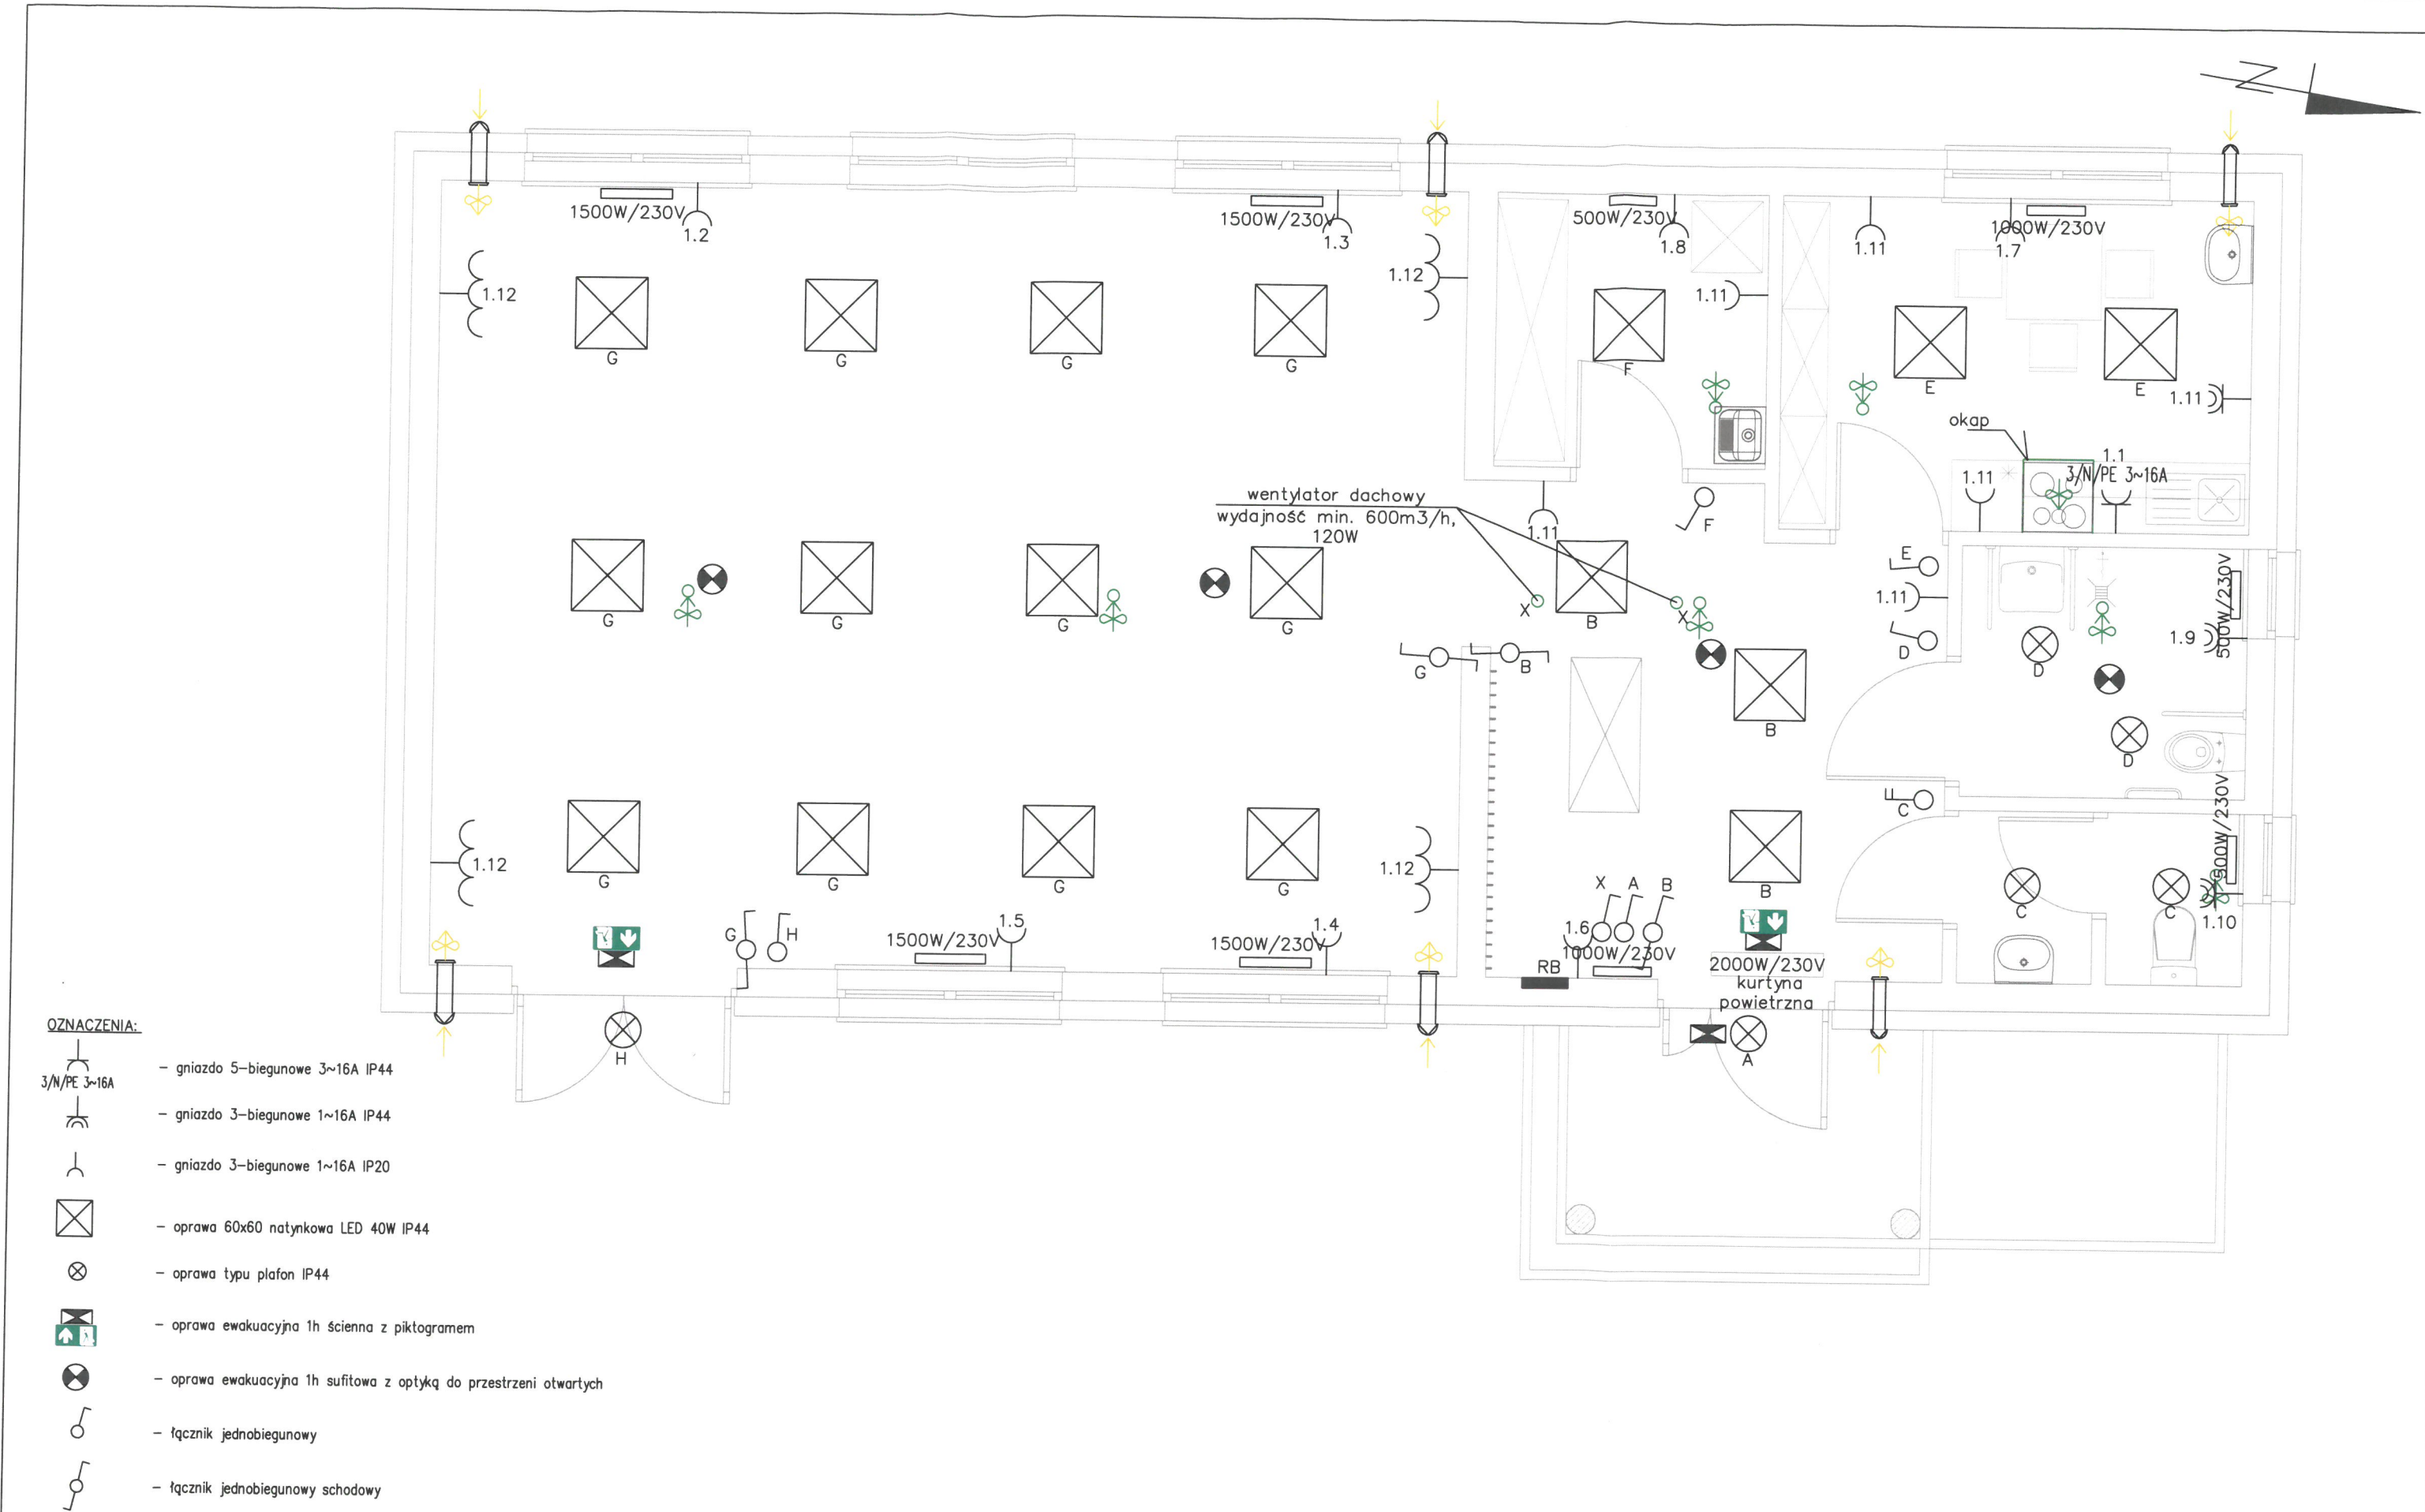 N
1500W/230V
1.2
1500W/230V
1.3
500W/230V
1.8
1.11
1.7
1000W/230V
1.12
1.12
1.11
G
G
G
G
F
E
E
1.11
okap
1.1
3/N/PE 3~16A
1.11
wentylator dachowy
wydajność min. 600m3/h,
120W
1.11
F
E
1.11
D
G
G
G
G
X
B
X
G
B
B
D
D
1.9
500W/230V
C
500W/230V
1.12
1.12
G
G
G
G
B
C
C
1.10
G
H
1500W/230V
1.5
1500W/230V
1.4
X
A
B
1.6
1000W/230V
RB
2000W/230V
kurtyna
powietrzna
H
A
OZNACZENIA:
3/N/PE 3~16A
– gniazdo 5–biegunowe 3~16A IP44
– gniazdo 3–biegunowe 1~16A IP44
– gniazdo 3–biegunowe 1~16A IP20
– oprawa 60x60 natynkowa LED 40W IP44
– oprawa typu plafon IP44
– oprawa ewakuacyjna 1h ścienna z piktogramem
– oprawa ewakuacyjna 1h sufitowa z optyką do przestrzeni otwartych
– łącznik jednobiegunowy
– łącznik jednobiegunowy schodowy